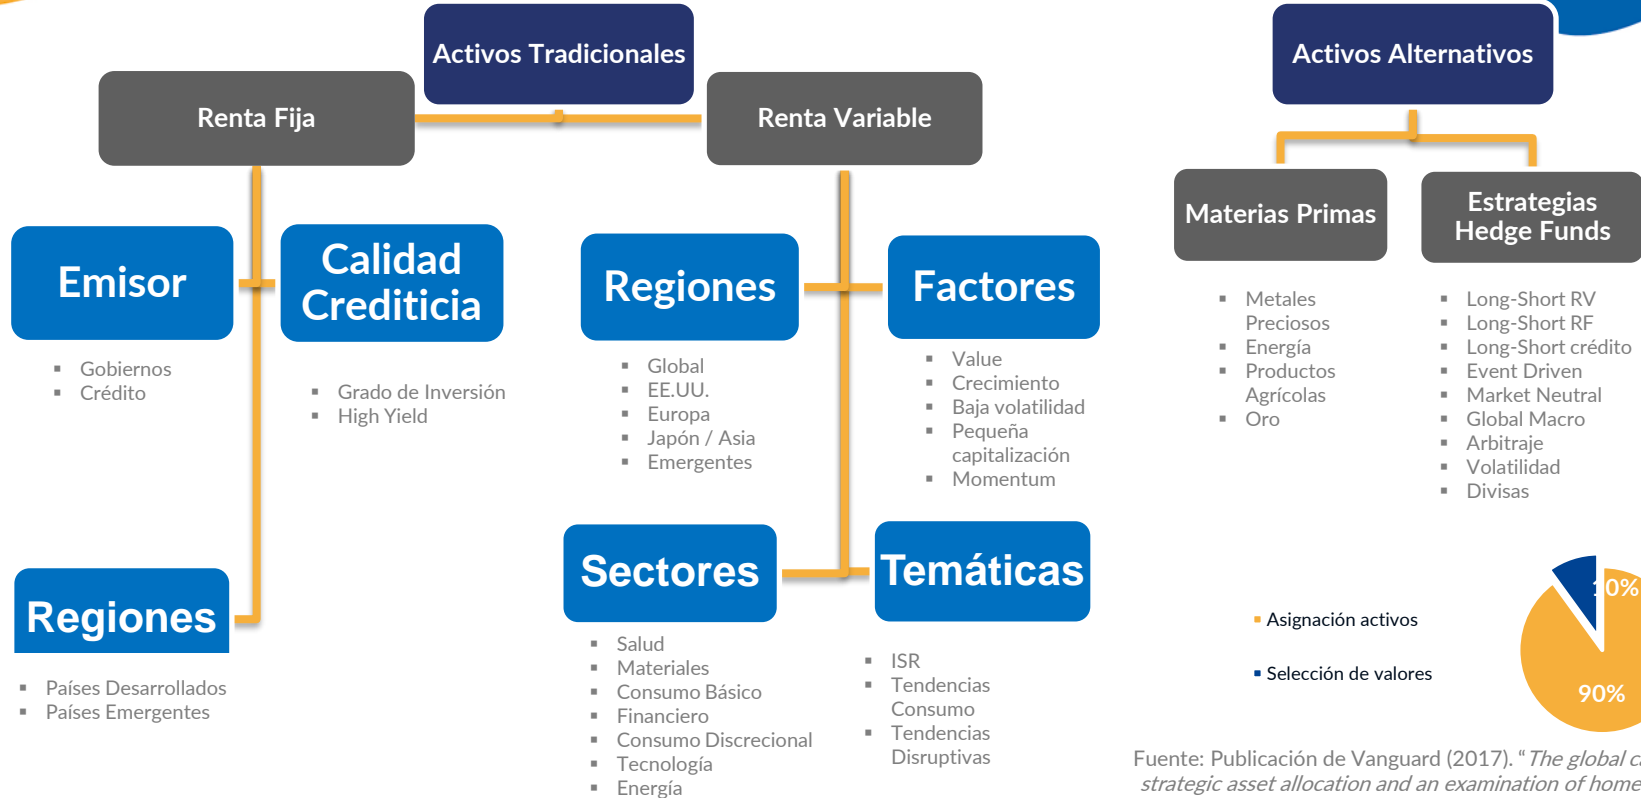 Activos Tradicionales
Renta Fija
Renta Variable
Emisor
Calidad
Crediticia
▪ Gobiernos
▪ Crédito
▪ Grado de Inversión
▪ High Yield
Regiones
▪ Países Desarrollados
▪ Países Emergentes
Regiones
▪ Global
▪ EE.UU.
▪ Europa
▪ Japón / Asia
▪ Emergentes
Factores
▪ Value
▪ Crecimiento
▪ Baja volatilidad
▪ Pequeña
capitalización
▪ Momentum
Sectores
▪ Salud
▪ Materiales
▪ Consumo Básico
▪ Financiero
▪ Consumo Discrecional
▪ Tecnología
▪ Energía
Temáticas
▪ ISR
▪ Tendencias
Consumo
▪ Tendencias
Disruptivas
Activos Alternativos
Materias Primas
▪ Metales
Preciosos
▪ Energía
▪ Productos
Agrícolas
▪ Oro
Estrategias
Hedge Funds
▪ Long-Short RV
▪ Long-Short RF
▪ Long-Short crédito
▪ Event Driven
▪ Market Neutral
▪ Global Macro
▪ Arbitraje
▪ Volatilidad
▪ Divisas
▪ Asignación activos
▪ Selección de valores
10%
90%
Fuente: Publicación de Vanguard (2017). “The global
strategic asset allocation and an examination of home